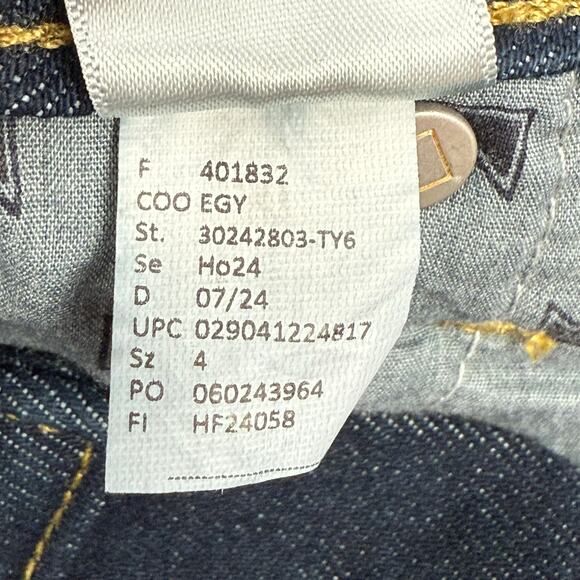 F 401832
COO EGY
St. 30242803-TY6
Se Ho24
D 07/24
UPC 029041224817
Sz 4
PO 060243964
FI HF24058